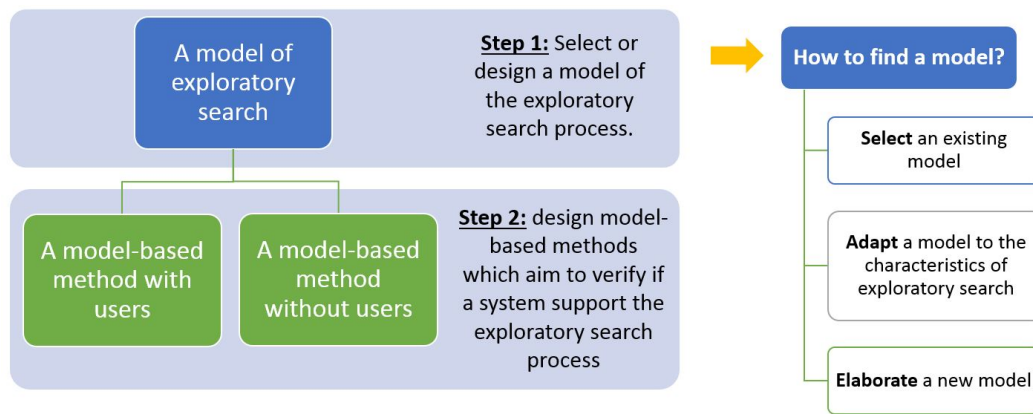 A model of
exploratory
search
Step 1: Select or
design a model of
the exploratory
search process.
A model-based
method with
users
A model-based
method
without users
Step 2: design model-
based methods
which aim to verify if
a system support the
exploratory search
process
How to find a model?
Select an existing
model
Adapt a model to the
characteristics of
exploratory search
Elaborate a new model